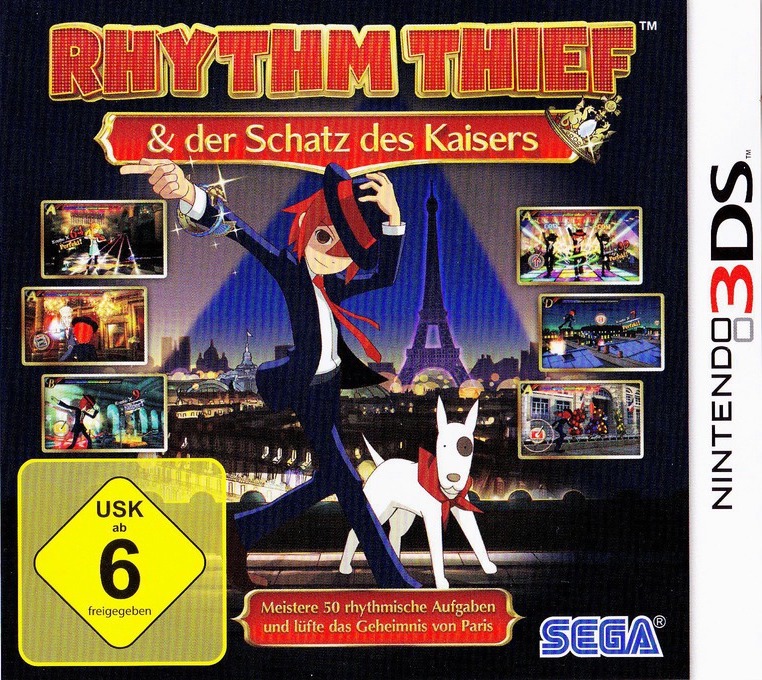 RHYTHM THIEF™
& der Schatz des Kaisers
NINTENDO 3DS™
USK
ab
6
freigegeben
Meistere 50 rhythmische Aufgaben
und lüfte das Geheimnis von Paris
SEGA®